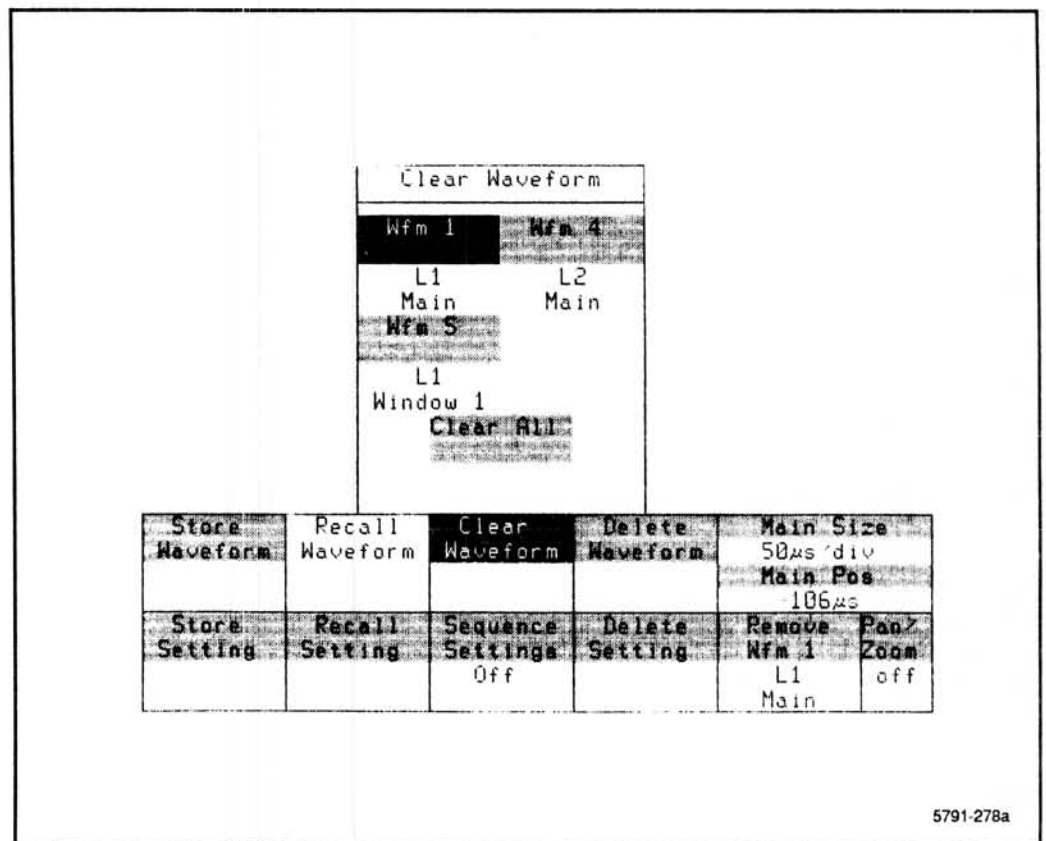 Clear Waveform
Wfm 1 Wfm 4
L1 L2
Main Main
Wfm 5
L1
Window 1
Clear All
Store Recall Clear Delete Main Size
Waveform Waveform Waveform Waveform 50µs/div
Main Pos
-106µs
Store Recall Sequence Delete Remove Pan/
Setting Setting Settings Setting Wfm 1 Zoom
Off L1 off
Main
5791-278a